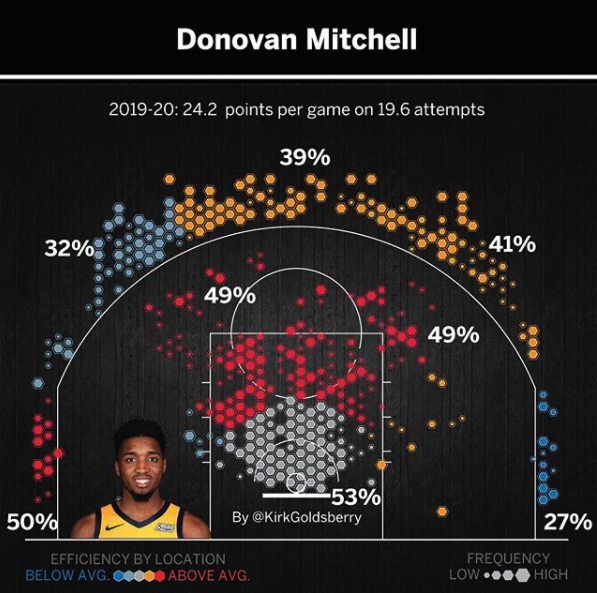 Donovan Mitchell
2019-20: 24.2 points per game on 19.6 attempts
39%
32%
41%
49%
49%
53%
50%
By @KirkGoldsberry
27%
EFFICIENCY BY LOCATION
BELOW AVG. ABOVE AVG.
FREQUENCY
LOW HIGH